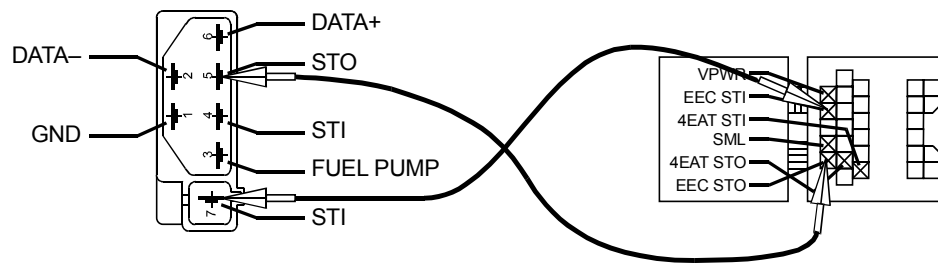 DATA+
DATA–
STO
GND
STI
FUEL PUMP
STI
6
5
4
3
2
1
7
VPWR
EEC STI
4EAT STI
SML
4EAT STO
EEC STO